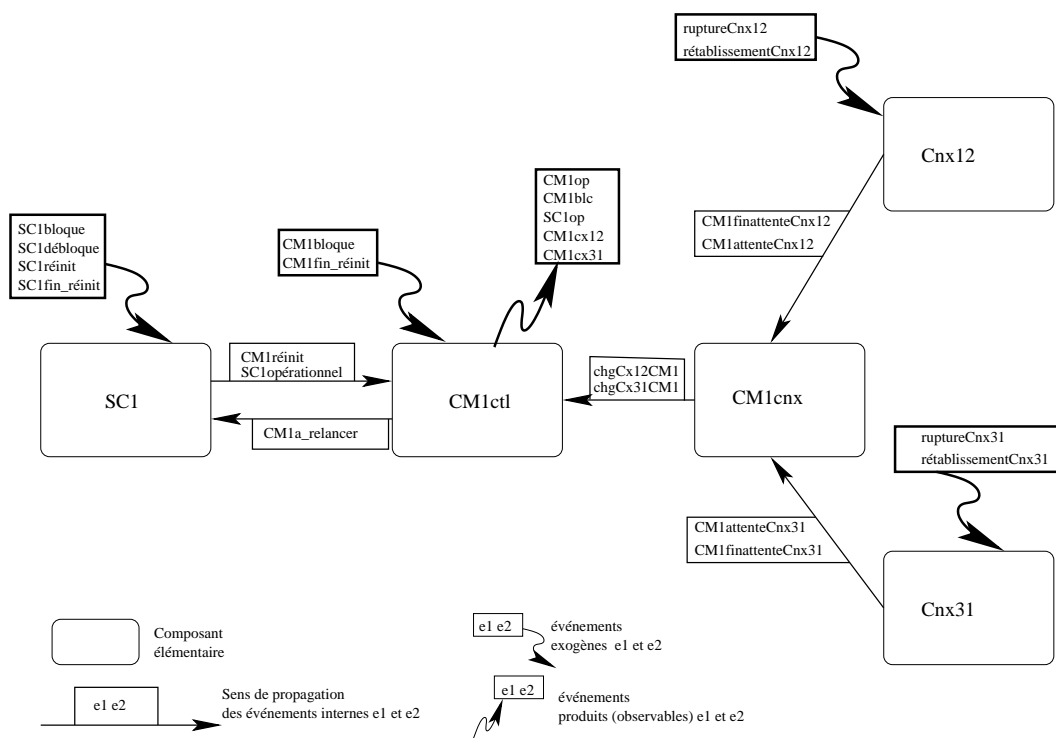 ruptureCnx12
rétablissementCnx12
Cnx12
CM1op
CM1blc
SC1op
CM1cx12
CM1cx31
CM1finattenteCnx12
CM1attenteCnx12
SC1bloque
SC1débloque
SC1réinit
SC1fin_réinit
CM1bloque
CM1fin_réinit
CM1réinit
SC1opérationnel
chgCx12CM1
chgCx31CM1
SC1
CM1ctl
CM1cnx
CM1a_relancer
ruptureCnx31
rétablissementCnx31
CM1attenteCnx31
CM1finattenteCnx31
Cnx31
Composant
élémentaire
e1 e2
événements
exogènes e1 et e2
e1 e2
Sens de propagation
des événements internes e1 et e2
e1 e2
événements
produits (observables) e1 et e2